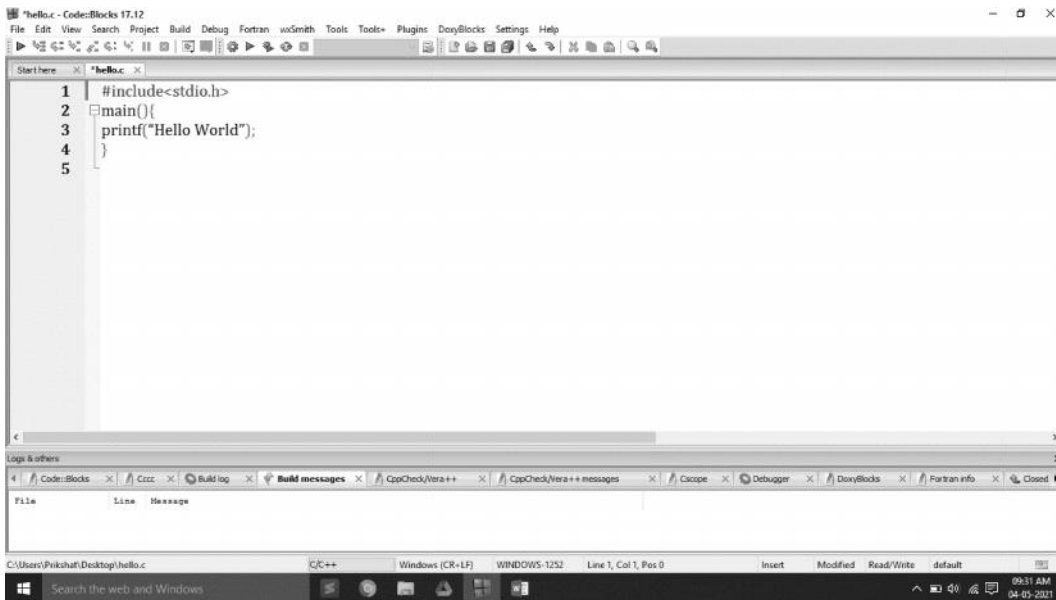 *hello.c - Code::Blocks 17.12
File Edit View Search Project Build Debug Fortran wxSmith Tools Tools+ Plugins DoxyBlocks Settings Help
Start here *hello.c
1 #include<stdio.h>
2 main(){
3 printf("Hello World");
4 }
5
Logs & others
Code::Blocks Cccc Build log Build messages CppCheck/Vera++ CppCheck/Vera++ messages Cscope Debugger DoxyBlocks Fortran info Closed
File Line Message
C:\Users\Prikshat\Desktop\hello.c C/C++ Windows (CR+LF) WINDOWS-1252 Line 1, Col 1, Pos 0 Insert Modified Read/Write default
Search the web and Windows
09:31 AM
04-05-2021